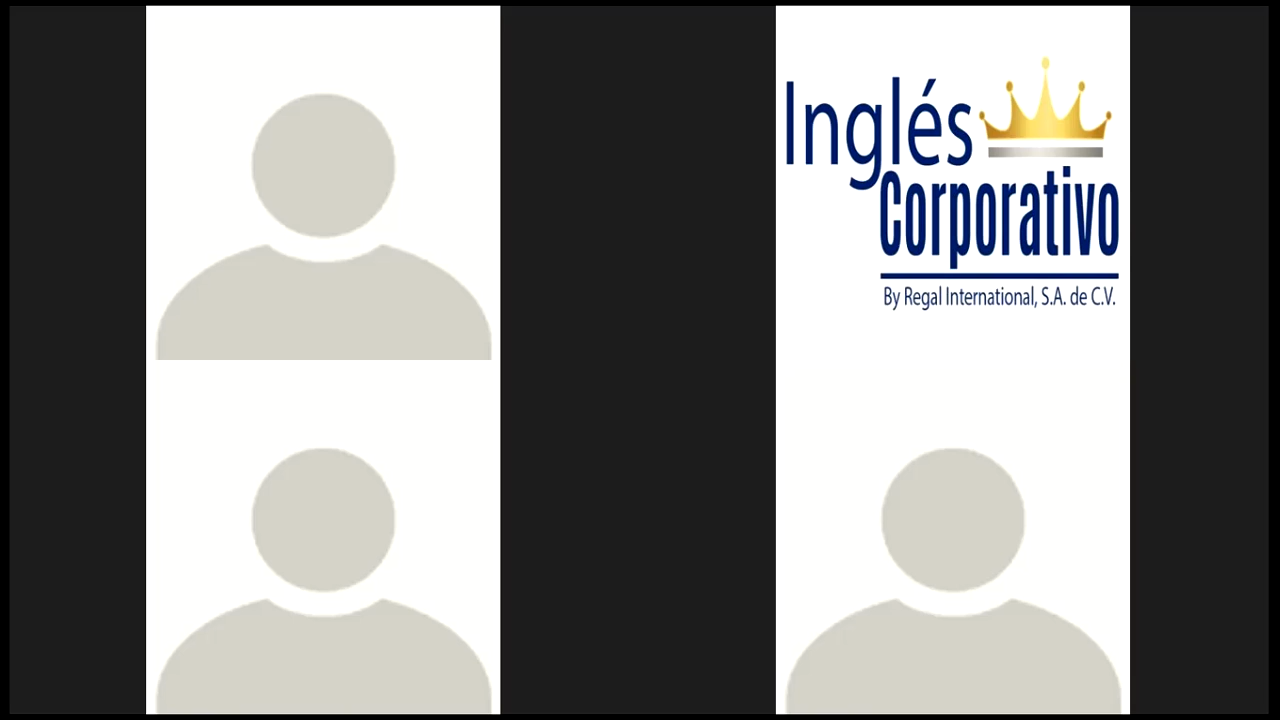 Inglés
Corporativo
By Regal International, S.A. de C.V.